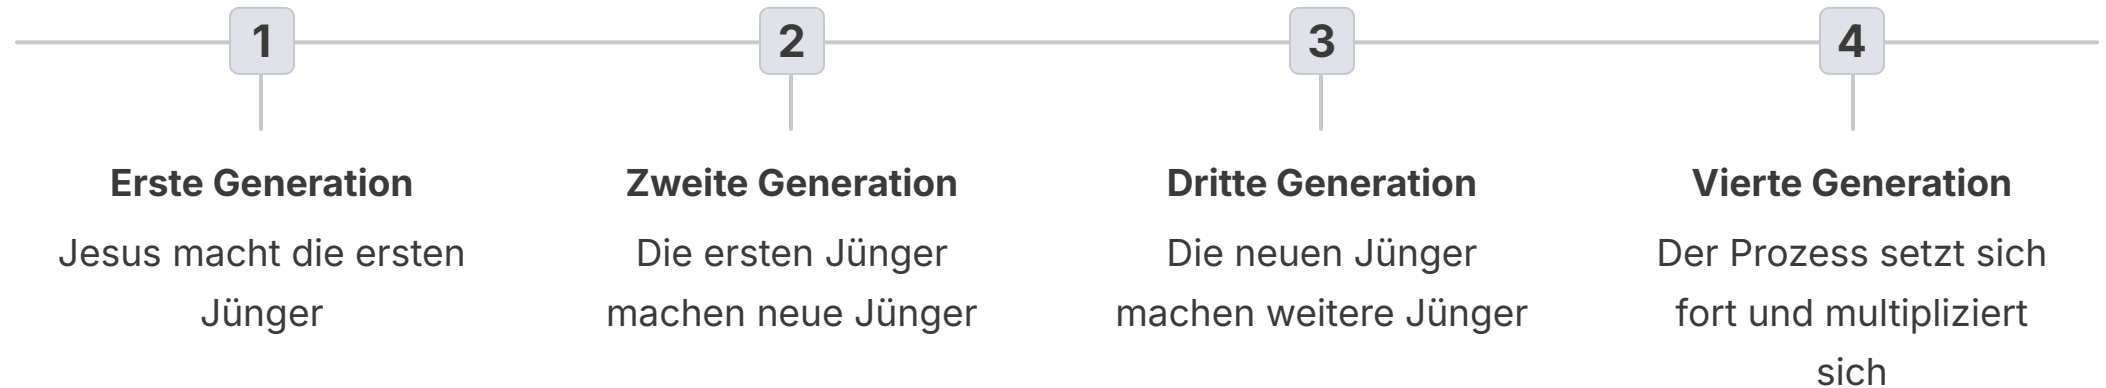 1
2
3
4
Erste Generation
Jesus macht die ersten
Jünger
Zweite Generation
Die ersten Jünger
machen neue Jünger
Dritte Generation
Die neuen Jünger
machen weitere Jünger
Vierte Generation
Der Prozess setzt sich
fort und multipliziert
sich